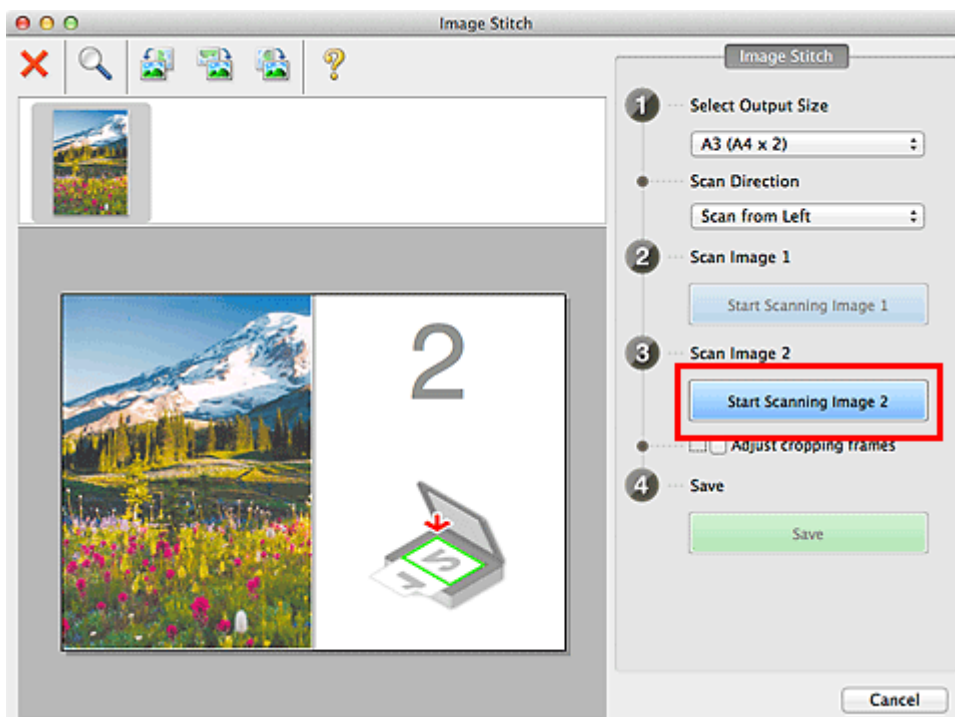 Image Stitch
Image Stitch
1
Select Output Size
A3 (A4 x 2)
Scan Direction
Scan from Left
2
Scan Image 1
Start Scanning Image 1
3
Scan Image 2
Start Scanning Image 2
Adjust cropping frames
4
Save
Save
2
1 2
Cancel